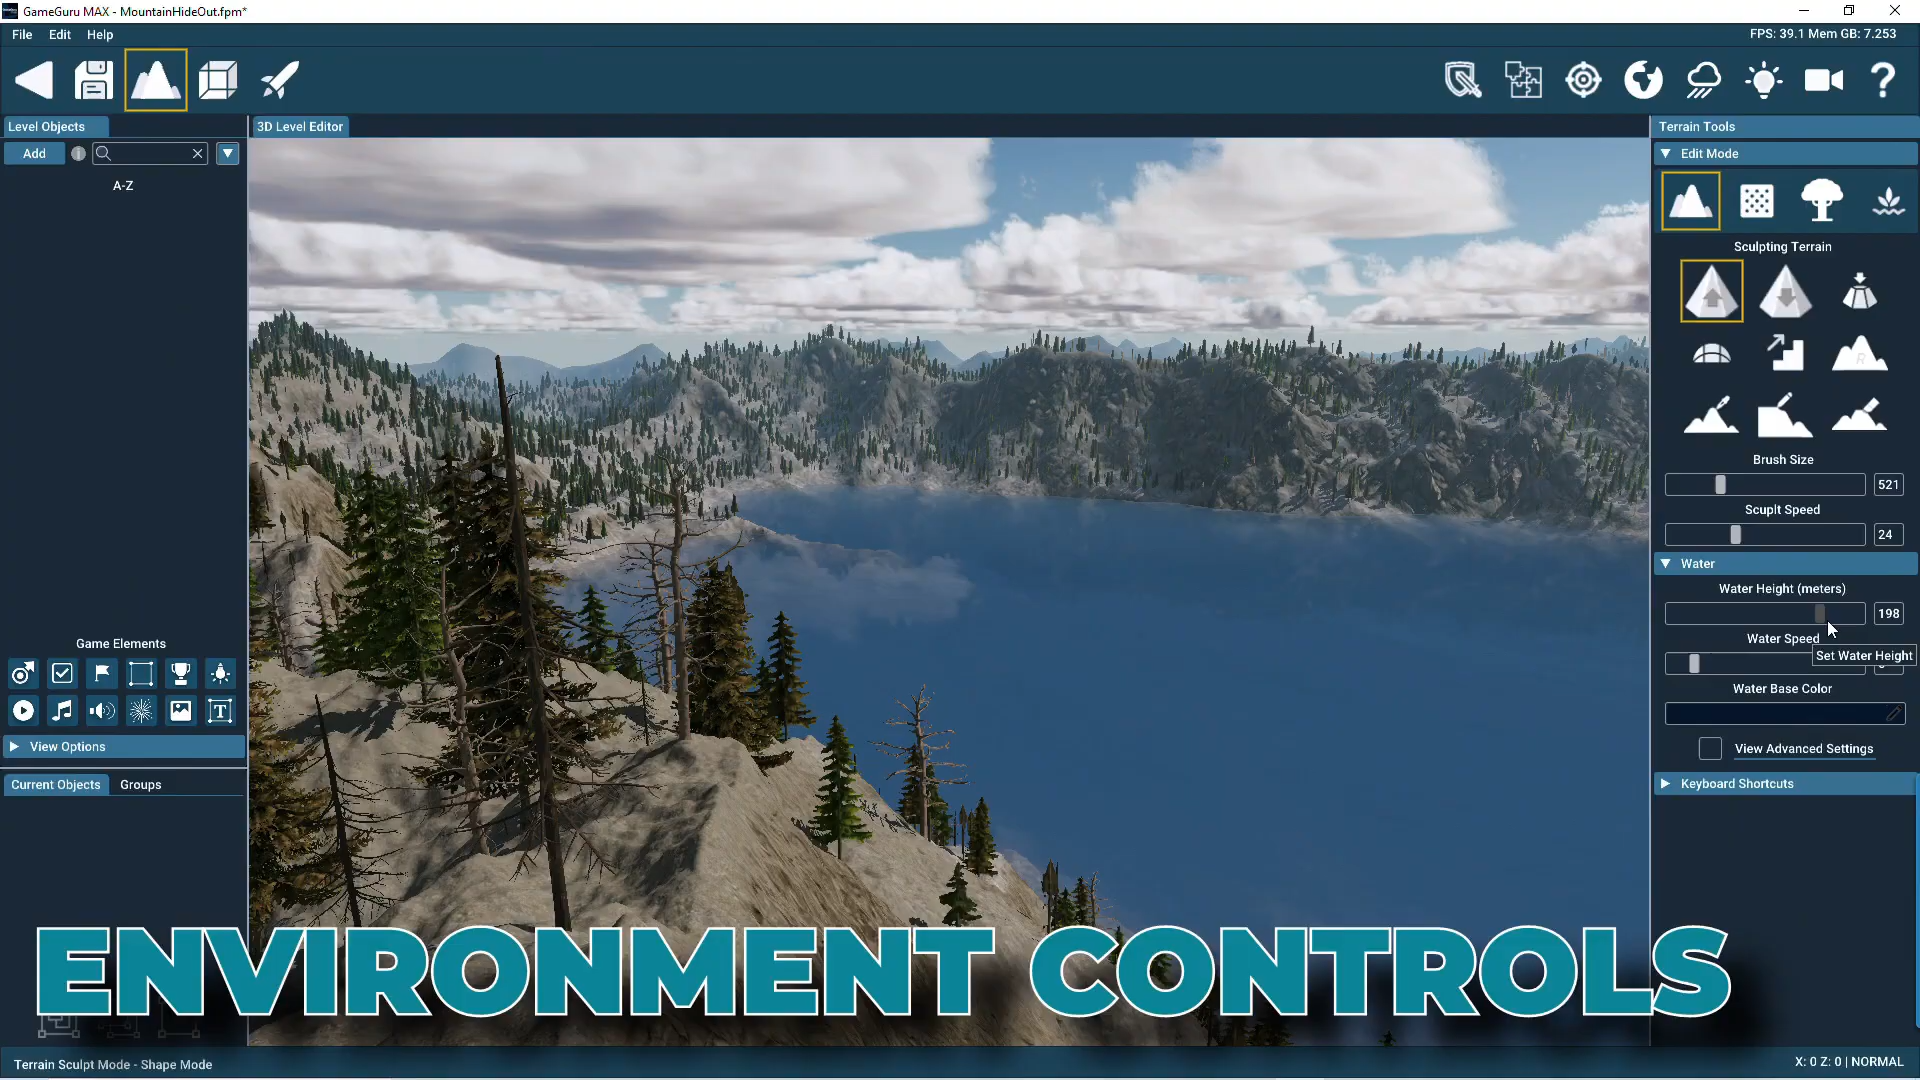 GameGuru MAX - MountainHideOut.fpm*
File Edit Help
FPS: 39.1 Mem GB: 7.253
Level Objects
3D Level Editor
Terrain Tools
Add
Edit Mode
A-Z
Sculpting Terrain
R
Brush Size
521
Scuplt Speed
24
Water
Water Height (meters)
198
Water Speed
Set Water Height
Water Base Color
View Advanced Settings
Keyboard Shortcuts
Game Elements
T
View Options
Current Objects Groups
ENVIRONMENT CONTROLS
Terrain Sculpt Mode - Shape Mode
X: 0 Z: 0 | NORMAL